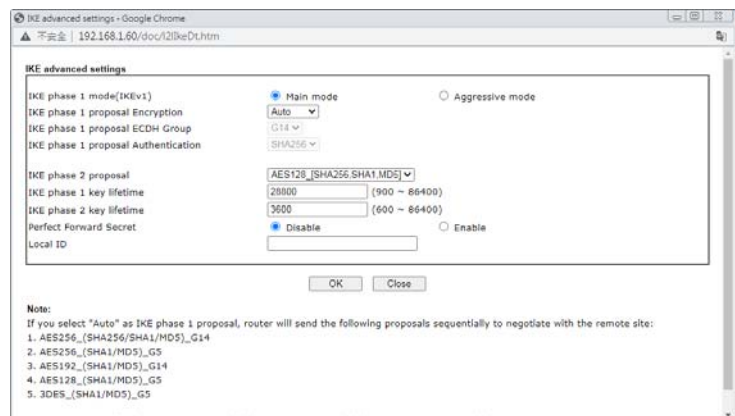 IKE advanced settings - Google Chrome
不安全 | 192.168.1.60/doc/l2lIkeDt.htm
IKE advanced settings
IKE phase 1 mode(IKEv1) Main mode Aggressive mode
IKE phase 1 proposal Encryption Auto
IKE phase 1 proposal ECDH Group G14
IKE phase 1 proposal Authentication SHA256
IKE phase 2 proposal AES128_[SHA256,SHA1,MD5]
IKE phase 1 key lifetime 28800 (900 ~ 86400)
IKE phase 2 key lifetime 3600 (600 ~ 86400)
Perfect Forward Secret Disable Enable
Local ID
OK Close
Note:
If you select "Auto" as IKE phase 1 proposal, router will send the following proposals sequentially to negotiate with the remote site:
1. AES256_(SHA256/SHA1/MD5)_G14
2. AES256_(SHA1/MD5)_G5
3. AES192_(SHA1/MD5)_G14
4. AES128_(SHA1/MD5)_G5
5. 3DES_(SHA1/MD5)_G5